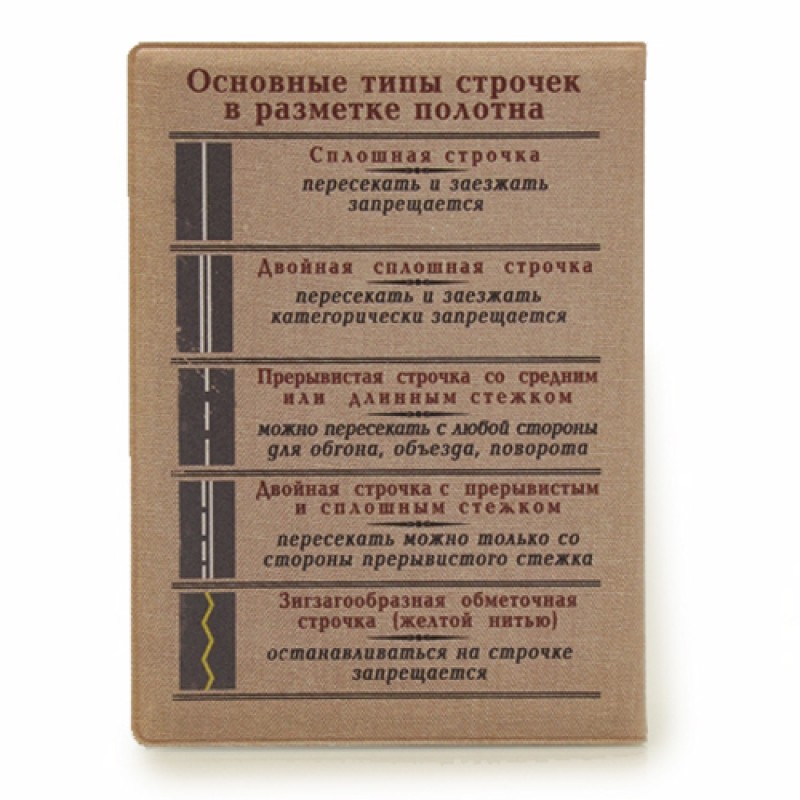 Основные типы строчек
в разметке полотна
Сплошная строчка
пересекать и заезжать
запрещается
Двойная сплошная строчка
пересекать и заезжать
категорически запрещается
Прерывистая строчка со средним
или длинным стежком
можно пересекать с любой стороны
для обгона, объезда, поворота
Двойная строчка с прерывистым
и сплошным стежком
пересекать можно только со
стороны прерывистого стежка
Зигзагообразная обметочная
строчка (желтой нитью)
останавливаться на строчке
запрещается